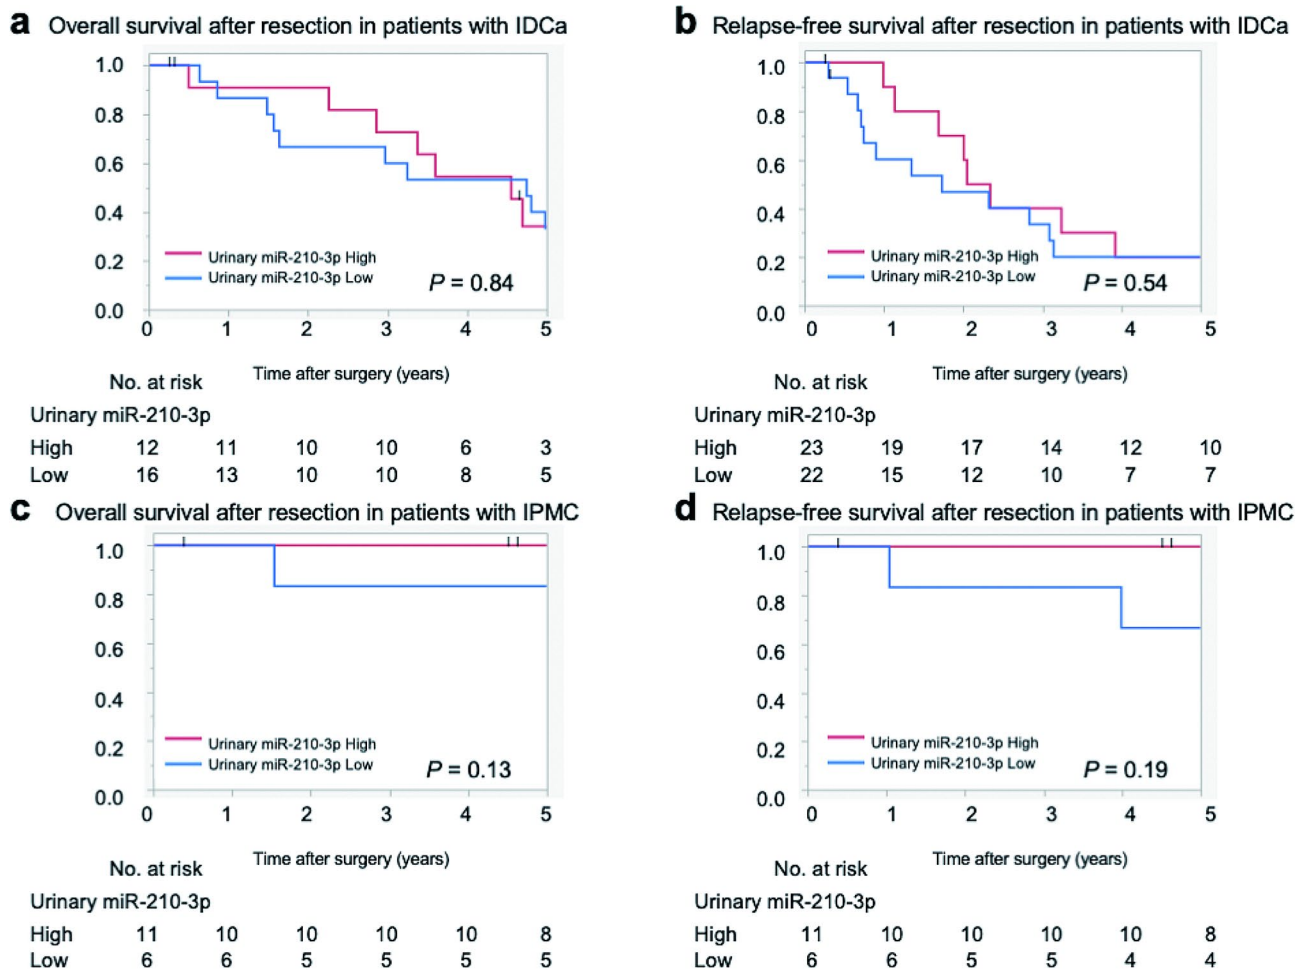 a Overall survival after resection in patients with IDCa
1.0
0.8
0.6
0.4
0.2
0.0
Urinary miR-210-3p High
Urinary miR-210-3p Low
P = 0.84
0 1 2 3 4 5
Time after surgery (years)
No. at risk
Urinary miR-210-3p
High 12 11 10 10 6 3
Low 16 13 10 10 8 5
b Relapse-free survival after resection in patients with IDCa
1.0
0.8
0.6
0.4
0.2
0.0
Urinary miR-210-3p High
Urinary miR-210-3p Low
P = 0.54
0 1 2 3 4 5
Time after surgery (years)
No. at risk
Urinary miR-210-3p
High 23 19 17 14 12 10
Low 22 15 12 10 7 7
c Overall survival after resection in patients with IPMC
1.0
0.8
0.6
0.4
0.2
0.0
Urinary miR-210-3p High
Urinary miR-210-3p Low
P = 0.13
0 1 2 3 4 5
Time after surgery (years)
No. at risk
Urinary miR-210-3p
High 11 10 10 10 10 8
Low 6 6 5 5 5 5
d Relapse-free survival after resection in patients with IPMC
1.0
0.8
0.6
0.4
0.2
0.0
Urinary miR-210-3p High
Urinary miR-210-3p Low
P = 0.19
0 1 2 3 4 5
Time after surgery (years)
No. at risk
Urinary miR-210-3p
High 11 10 10 10 10 8
Low 6 6 5 5 4 4